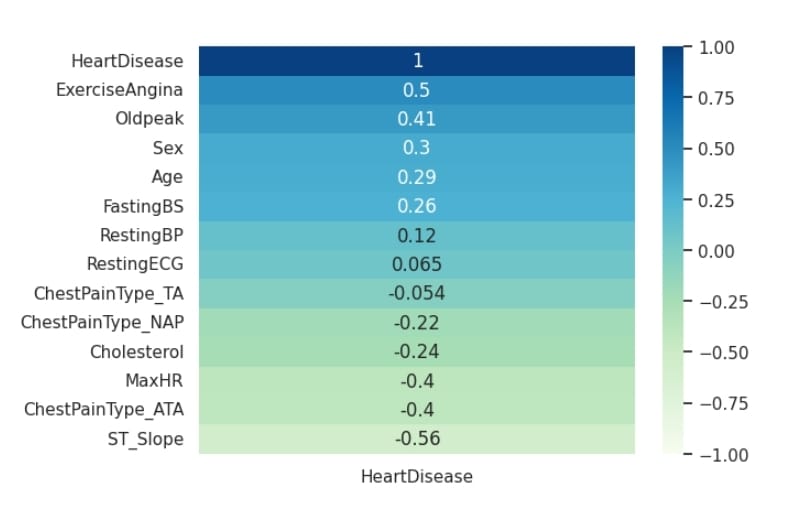 HeartDisease 1
ExerciseAngina 0.5
Oldpeak 0.41
Sex 0.3
Age 0.29
FastingBS 0.26
RestingBP 0.12
RestingECG 0.065
ChestPainType_TA -0.054
ChestPainType_NAP -0.22
Cholesterol -0.24
MaxHR -0.4
ChestPainType_ATA -0.4
ST_Slope -0.56
HeartDisease
1.00
0.75
0.50
0.25
0.00
−0.25
−0.50
−0.75
−1.00